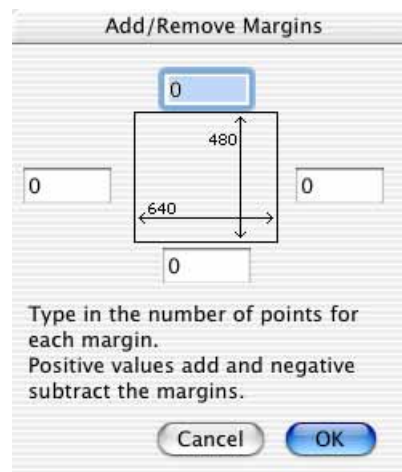 Add/Remove Margins
0
480
0
0
640
0
Type in the number of points for
each margin.
Positive values add and negative
subtract the margins.
Cancel OK